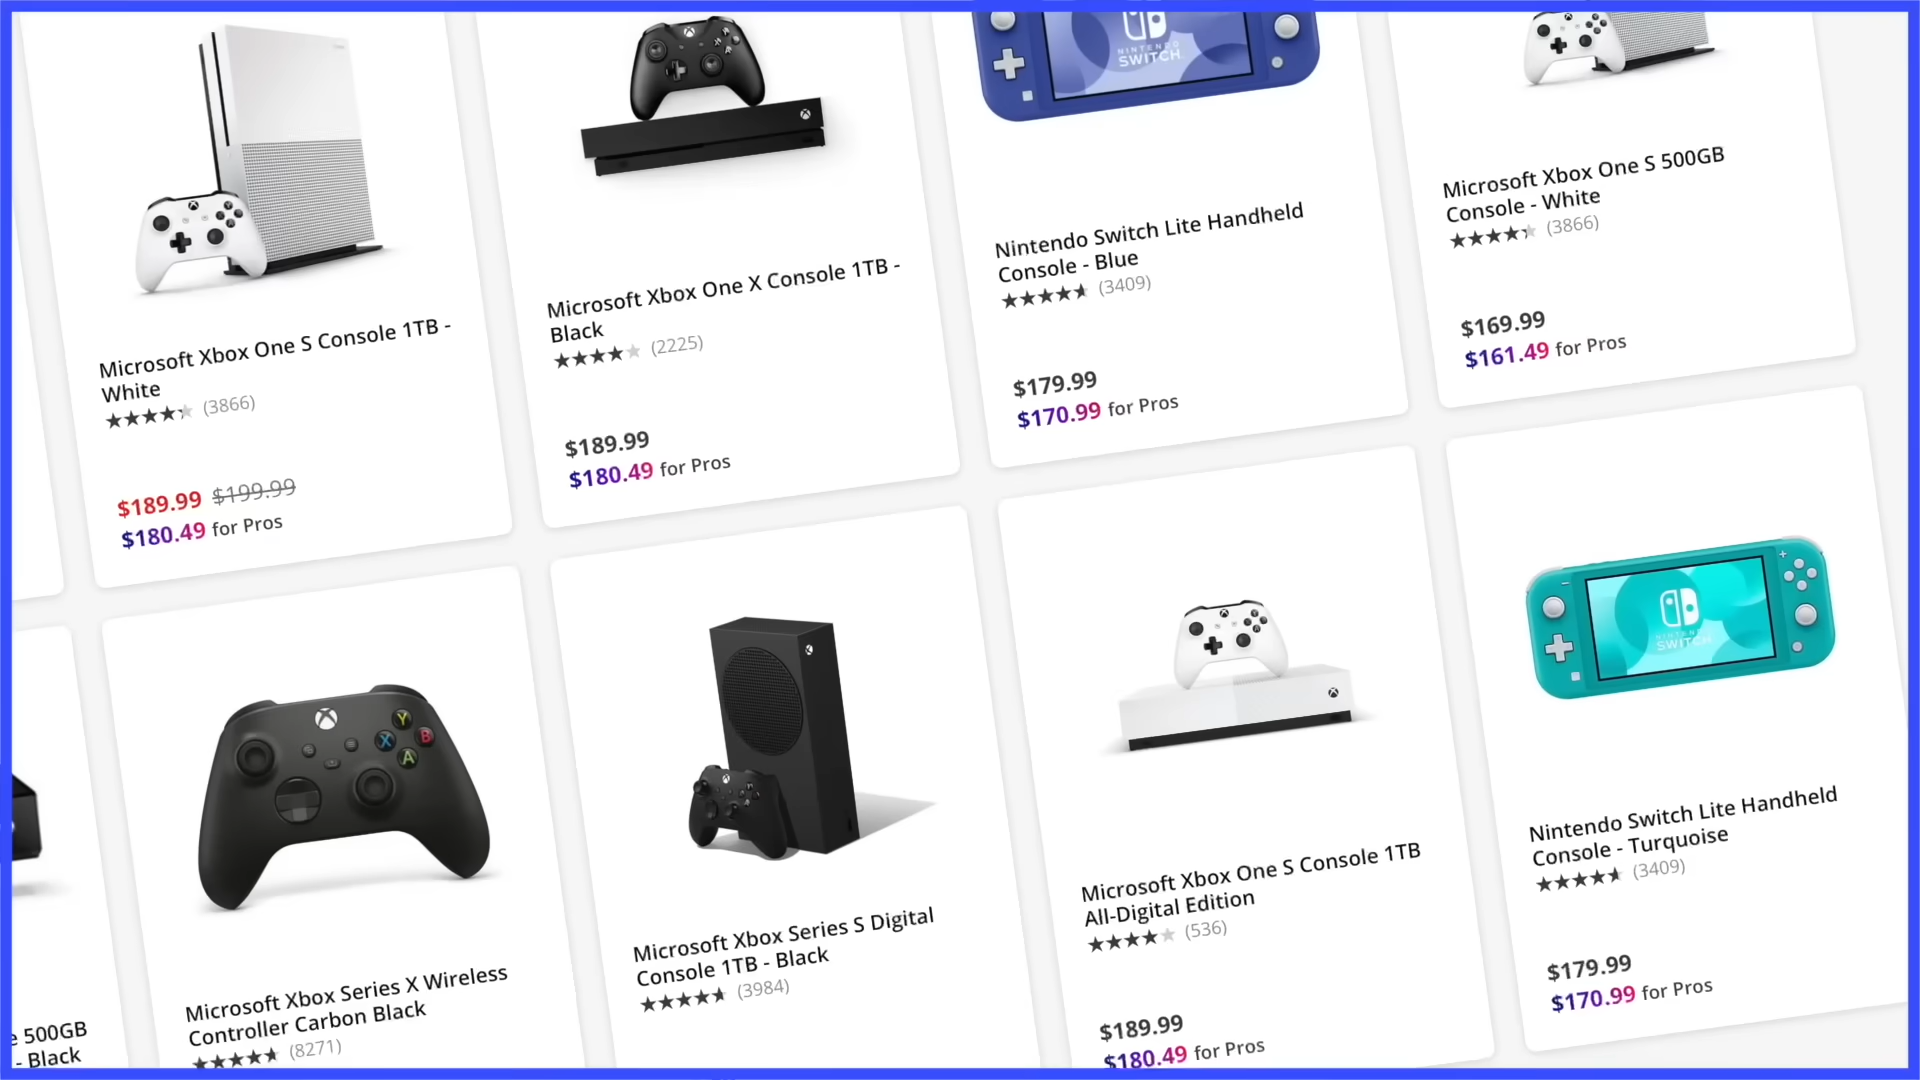 Microsoft Xbox One S Console 1TB -
White
(3866)
$189.99 $199.99
$180.49 for Pros
Microsoft Xbox One X Console 1TB -
Black
(2225)
$189.99
$180.49 for Pros
NINTENDO
SWITCH
Nintendo Switch Lite Handheld
Console - Blue
(3409)
$179.99
$170.99 for Pros
Microsoft Xbox One S 500GB
Console - White
(3866)
$169.99
$161.49 for Pros
500GB
- Black
Y
X
B
A
Microsoft Xbox Series X Wireless
Controller Carbon Black
(8271)
Microsoft Xbox Series S Digital
Console 1TB - Black
(3984)
Microsoft Xbox One S Console 1TB
All-Digital Edition
(536)
$189.99
$180.49 for Pros
NINTENDO
SWITCH
Nintendo Switch Lite Handheld
Console - Turquoise
(3409)
$179.99
$170.99 for Pros